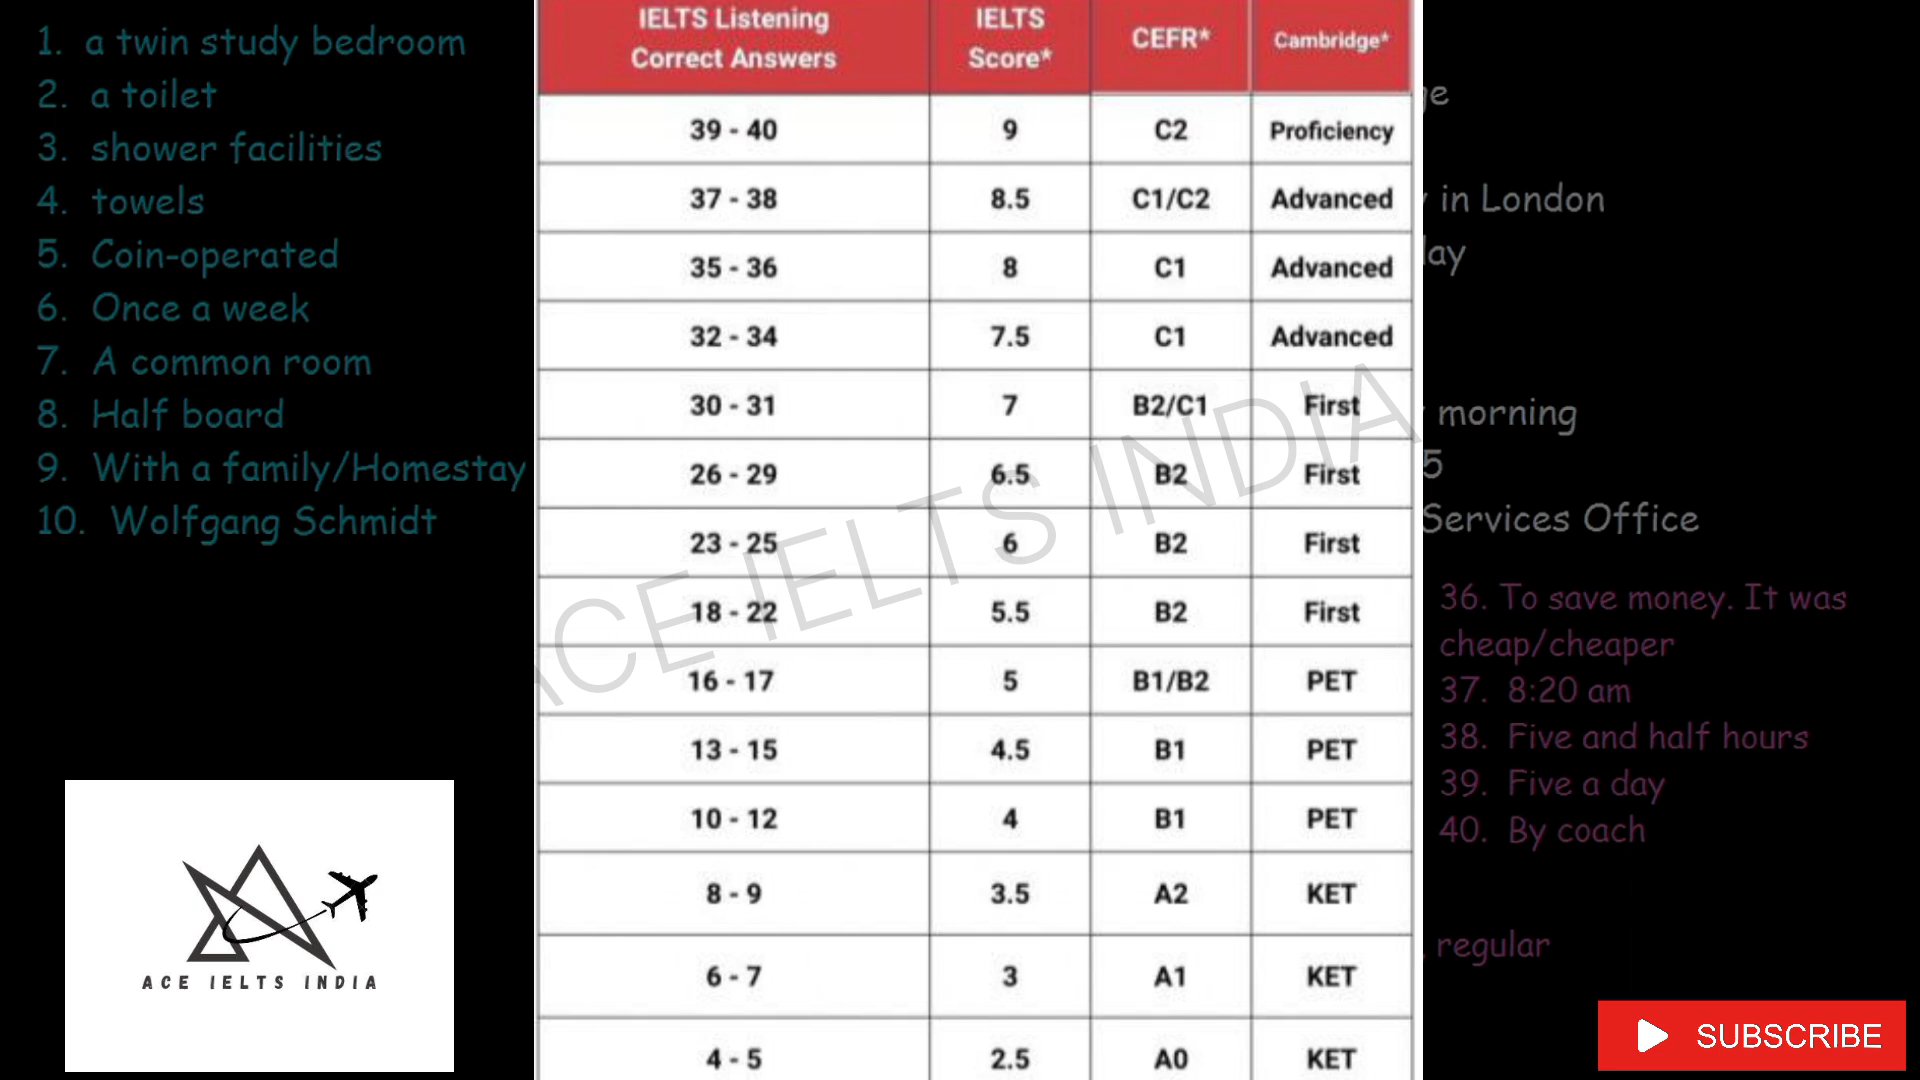 1. a twin study bedroom
2. a toilet
3. shower facilities
4. towels
5. Coin-operated
6. Once a week
7. A common room
8. Half board
9. With a family/Homestay
10. Wolfgang Schmidt
ACE IELTS INDIA
IELTS Listening Correct Answers IELTS Score* CEFR* Cambridge*
39 - 40 9 C2 Proficiency
37 - 38 8.5 C1/C2 Advanced
35 - 36 8 C1 Advanced
32 - 34 7.5 C1 Advanced
30 - 31 7 B2/C1 First
26 - 29 6.5 B2 First
23 - 25 6 B2 First
18 - 22 5.5 B2 First
16 - 17 5 B1/B2 PET
13 - 15 4.5 B1 PET
10 - 12 4 B1 PET
8 - 9 3.5 A2 KET
6 - 7 3 A1 KET
4 - 5 2.5 A0 KET
ACE IELTS INDIA
in London
morning
5
Services Office
36. To save money. It was
cheap/cheaper
37. 8:20 am
38. Five and half hours
39. Five a day
40. By coach
regular
SUBSCRIBE